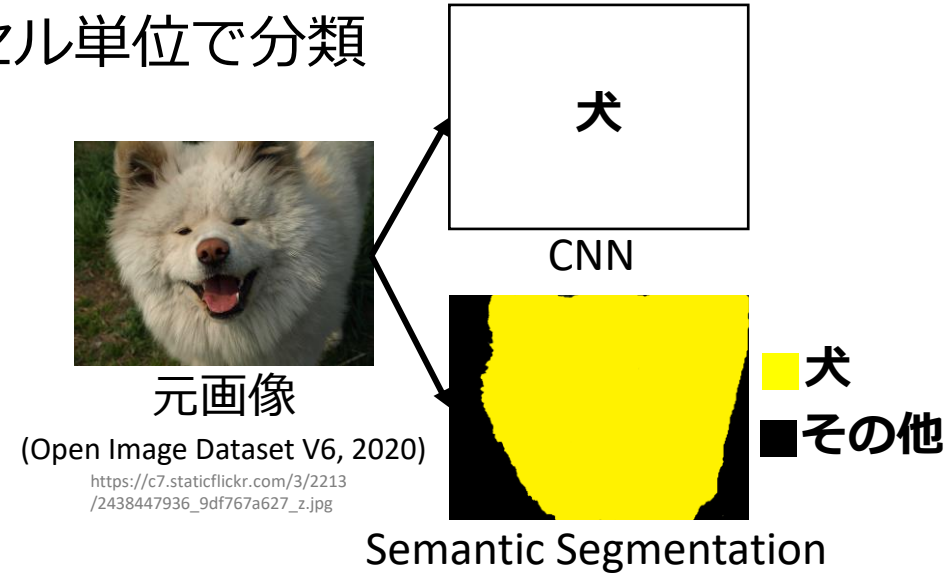 セル単位で分類
犬
CNN
元画像
(Open Image Dataset V6, 2020)
https://c7.staticflickr.com/3/2213
/2438447936_9df767a627_z.jpg
犬
その他
Semantic Segmentation